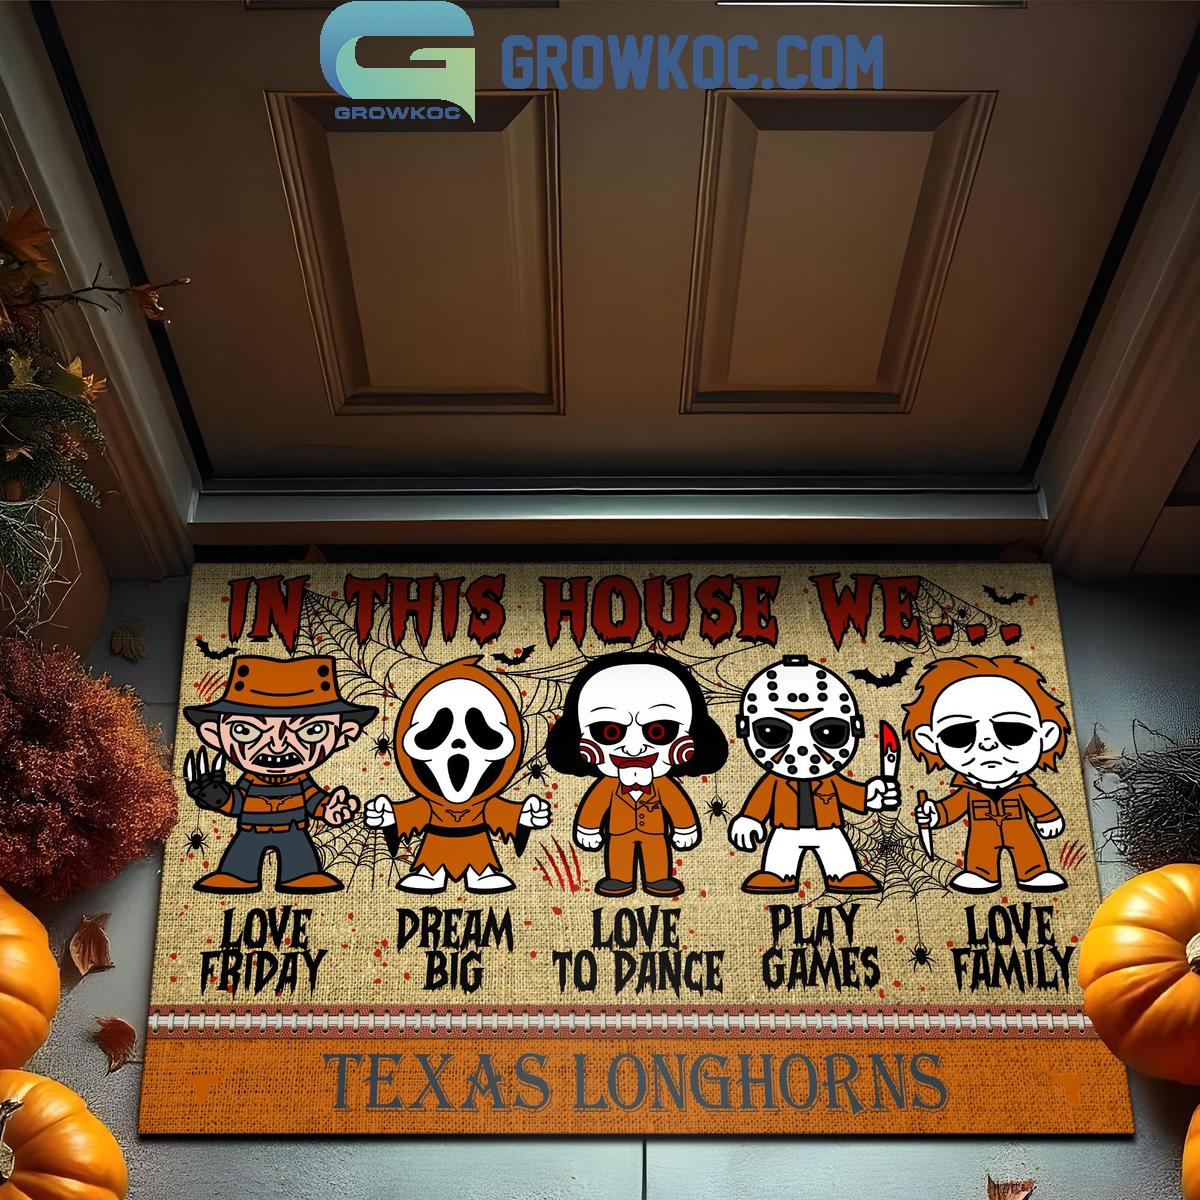 GROWKOC.COM
GROWKOC
IN THIS HOUSE WE...
LOVE
FRIDAY
DREAM
BIG
LOVE
TO DANCE
PLAY
GAMES
LOVE
FAMILY
TEXAS LONGHORNS